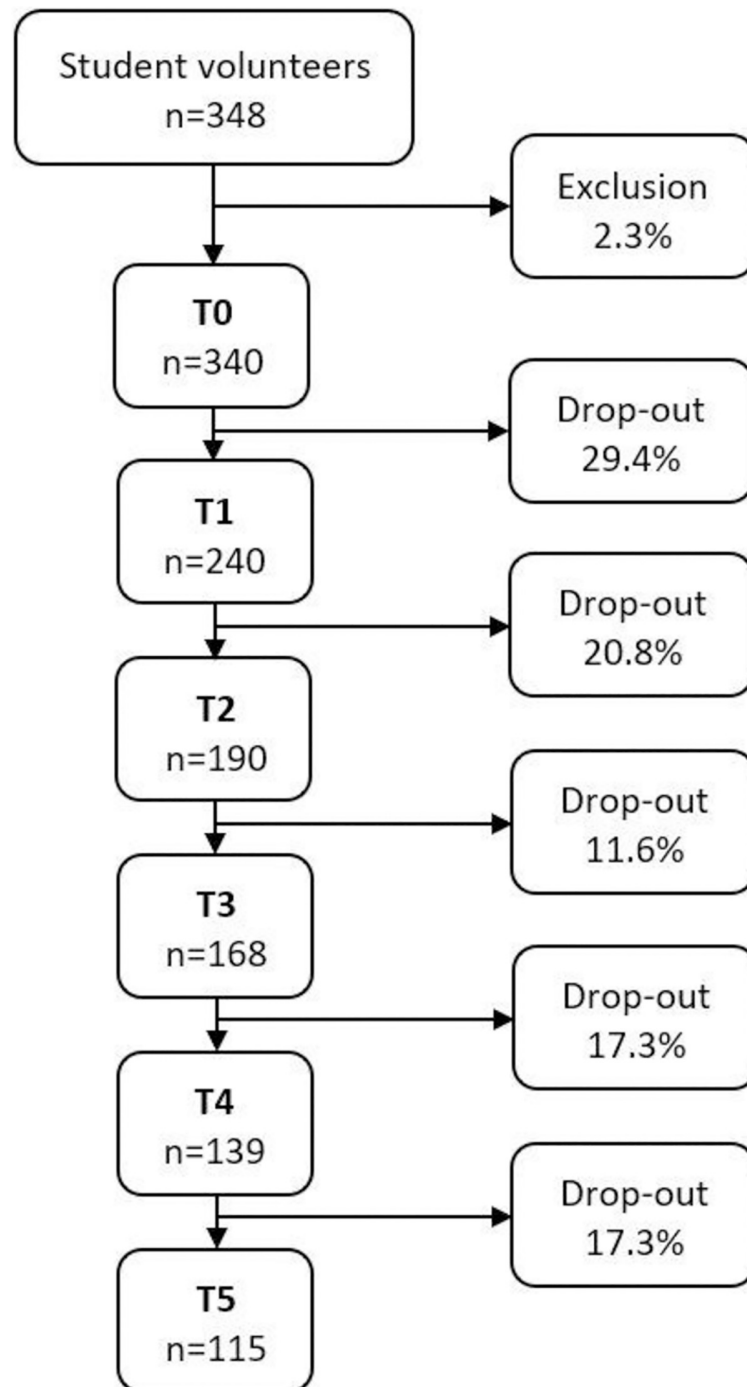 Student volunteers
n=348
Exclusion
2.3%
T0
n=340
Drop-out
29.4%
T1
n=240
Drop-out
20.8%
T2
n=190
Drop-out
11.6%
T3
n=168
Drop-out
17.3%
T4
n=139
Drop-out
17.3%
T5
n=115